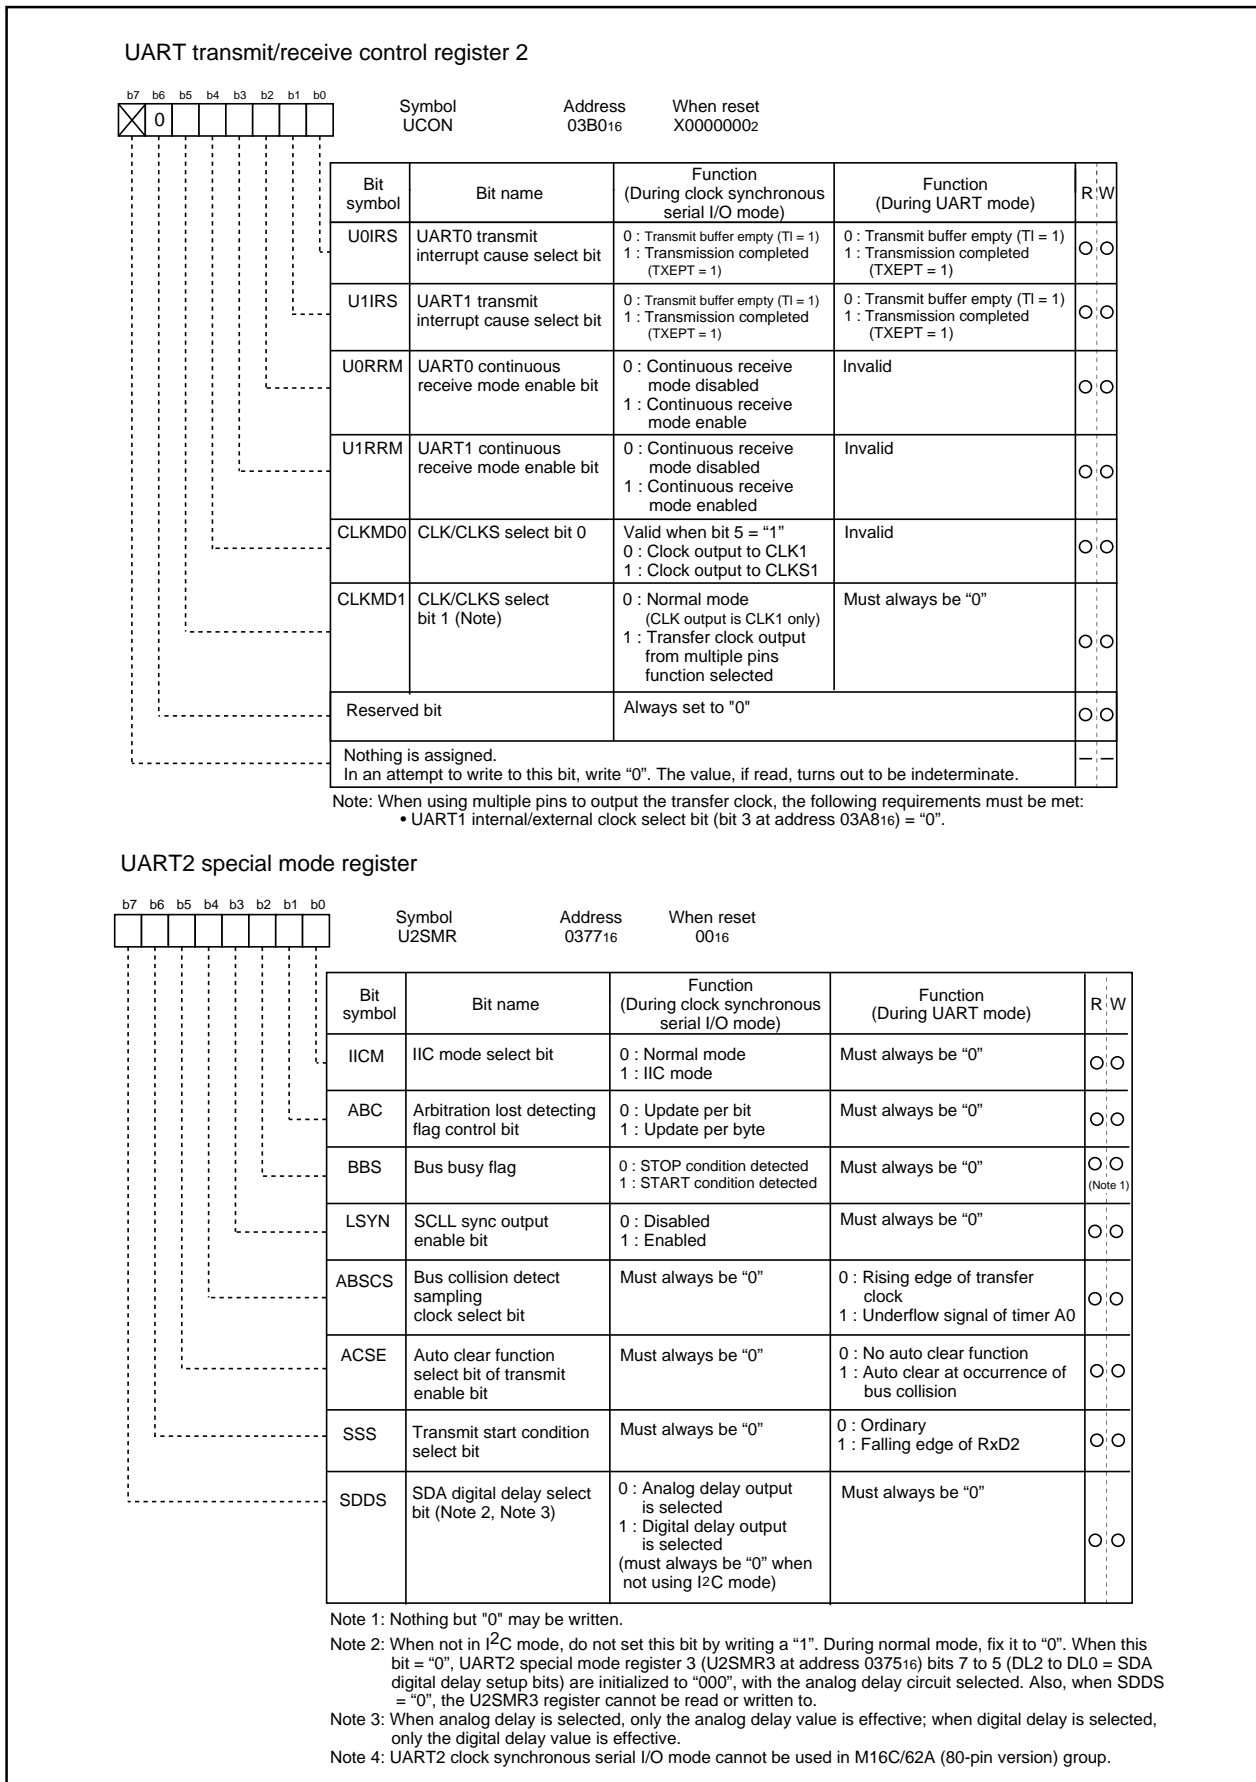 UART transmit/receive control register 2
b7 b6 b5 b4 b3 b2 b1 b0
0
Symbol Address When reset
UCON 03B016 X00000002
Bit symbol Bit name Function (During clock synchronous serial I/O mode) Function (During UART mode) R W
U0IRS UART0 transmit interrupt cause select bit
0 : Transmit buffer empty (TI = 1)
1 : Transmission completed
(TXEPT = 1)
0 : Transmit buffer empty (TI = 1)
1 : Transmission completed
(TXEPT = 1)
U1IRS UART1 transmit interrupt cause select bit
0 : Transmit buffer empty (TI = 1)
1 : Transmission completed
(TXEPT = 1)
0 : Transmit buffer empty (TI = 1)
1 : Transmission completed
(TXEPT = 1)
U0RRM UART0 continuous receive mode enable bit
0 : Continuous receive
mode disabled
1 : Continuous receive
mode enable
Invalid
U1RRM UART1 continuous receive mode enable bit
0 : Continuous receive
mode disabled
1 : Continuous receive
mode enabled
Invalid
CLKMD0 CLK/CLKS select bit 0
Valid when bit 5 = “1”
0 : Clock output to CLK1
1 : Clock output to CLKS1
Invalid
CLKMD1 CLK/CLKS select bit 1 (Note)
0 : Normal mode
(CLK output is CLK1 only)
1 : Transfer clock output
from multiple pins
function selected
Must always be “0”
Reserved bit Always set to "0"
Nothing is assigned.
In an attempt to write to this bit, write “0”. The value, if read, turns out to be indeterminate.
Note: When using multiple pins to output the transfer clock, the following requirements must be met:
• UART1 internal/external clock select bit (bit 3 at address 03A816) = “0”.
UART2 special mode register
b7 b6 b5 b4 b3 b2 b1 b0
Symbol Address When reset
U2SMR 037716 0016
Bit symbol Bit name Function (During clock synchronous serial I/O mode) Function (During UART mode) R W
IICM IIC mode select bit
0 : Normal mode
1 : IIC mode
Must always be “0”
ABC Arbitration lost detecting flag control bit
0 : Update per bit
1 : Update per byte
Must always be “0”
BBS Bus busy flag
0 : STOP condition detected
1 : START condition detected
Must always be “0”
(Note 1)
LSYN SCLL sync output enable bit
0 : Disabled
1 : Enabled
Must always be “0”
ABSCS Bus collision detect sampling clock select bit
Must always be “0”
0 : Rising edge of transfer
clock
1 : Underflow signal of timer A0
ACSE Auto clear function select bit of transmit enable bit
Must always be “0”
0 : No auto clear function
1 : Auto clear at occurrence of
bus collision
SSS Transmit start condition select bit
Must always be “0”
0 : Ordinary
1 : Falling edge of RxD2
SDDS SDA digital delay select bit (Note 2, Note 3)
0 : Analog delay output
is selected
1 : Digital delay output
is selected
(must always be “0” when
not using I2C mode)
Must always be “0”
Note 1: Nothing but "0" may be written.
Note 2: When not in I2C mode, do not set this bit by writing a “1”. During normal mode, fix it to “0”. When this
bit = “0”, UART2 special mode register 3 (U2SMR3 at address 037516) bits 7 to 5 (DL2 to DL0 = SDA
digital delay setup bits) are initialized to “000”, with the analog delay circuit selected. Also, when SDDS
= “0”, the U2SMR3 register cannot be read or written to.
Note 3: When analog delay is selected, only the analog delay value is effective; when digital delay is selected,
only the digital delay value is effective.
Note 4: UART2 clock synchronous serial I/O mode cannot be used in M16C/62A (80-pin version) group.